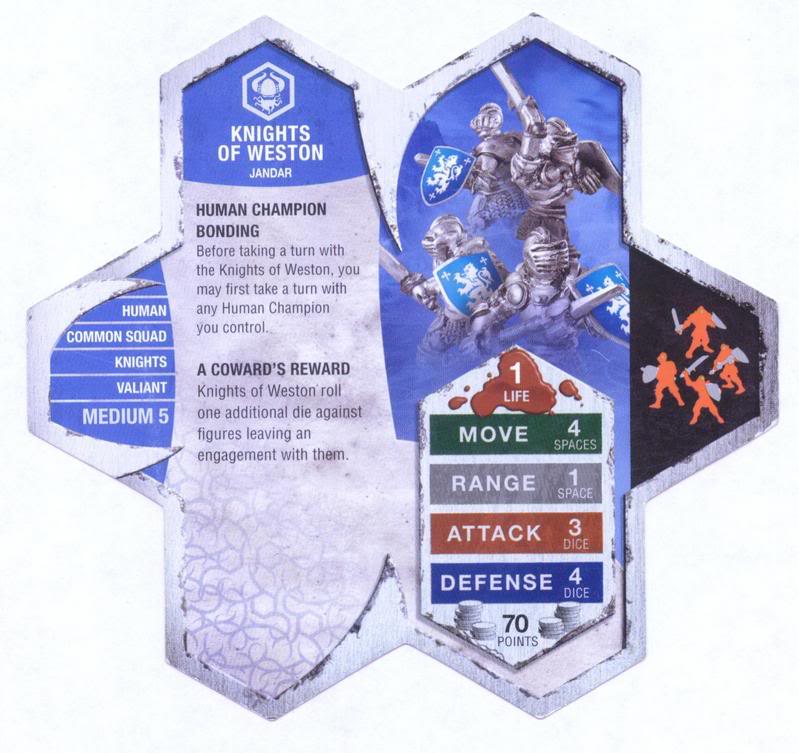 KNIGHTS
OF WESTON
JANDAR
HUMAN CHAMPION
BONDING
Before taking a turn with
the Knights of Weston, you
may first take a turn with
any Human Champion
you control.
A COWARD'S REWARD
Knights of Weston roll
one additional die against
figures leaving an
engagement with them.
HUMAN
COMMON SQUAD
KNIGHTS
VALIANT
MEDIUM 5
1
LIFE
MOVE 4
SPACES
RANGE 1
SPACE
ATTACK 3
DICE
DEFENSE 4
DICE
70
POINTS